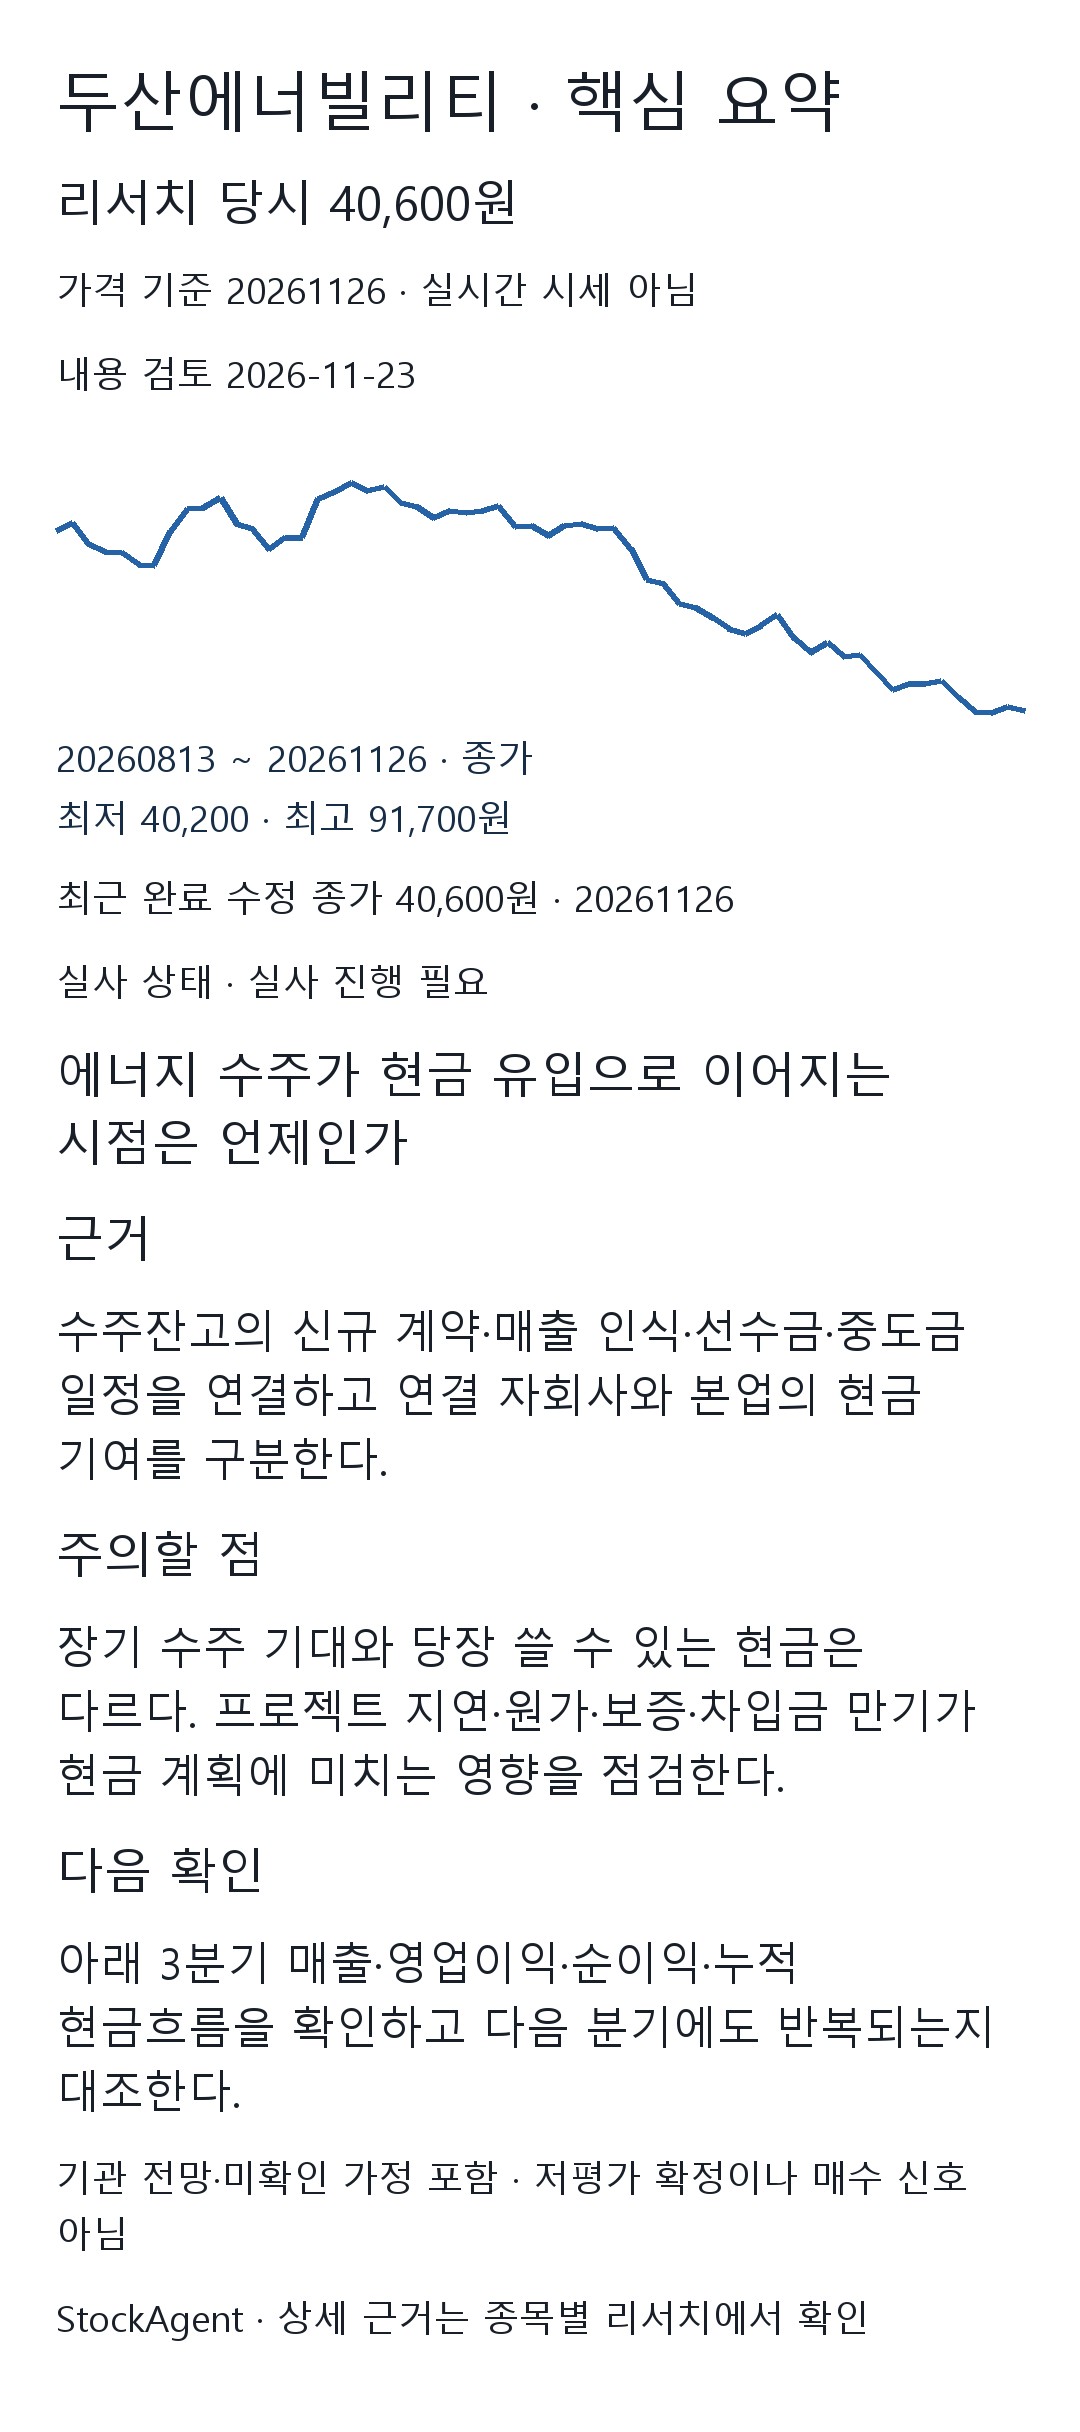 두산에너빌리티 · 핵심 요약
리서치 당시 40,600원
가격 기준 20261126 · 실시간 시세 아님
내용 검토 2026-11-23
20260813 ~ 20261126 · 종가
최저 40,200 · 최고 91,700원
최근 완료 수정 종가 40,600원 · 20261126
실사 상태 · 실사 진행 필요
에너지 수주가 현금 유입으로 이어지는
시점은 언제인가
근거
수주잔고의 신규 계약·매출 인식·선수금·중도금
일정을 연결하고 연결 자회사와 본업의 현금
기여를 구분한다.
주의할 점
장기 수주 기대와 당장 쓸 수 있는 현금은
다르다. 프로젝트 지연·원가·보증·차입금 만기가
현금 계획에 미치는 영향을 점검한다.
다음 확인
아래 3분기 매출·영업이익·순이익·누적
현금흐름을 확인하고 다음 분기에도 반복되는지
대조한다.
기관 전망·미확인 가정 포함 · 저평가 확정이나 매수 신호
아님
StockAgent · 상세 근거는 종목별 리서치에서 확인